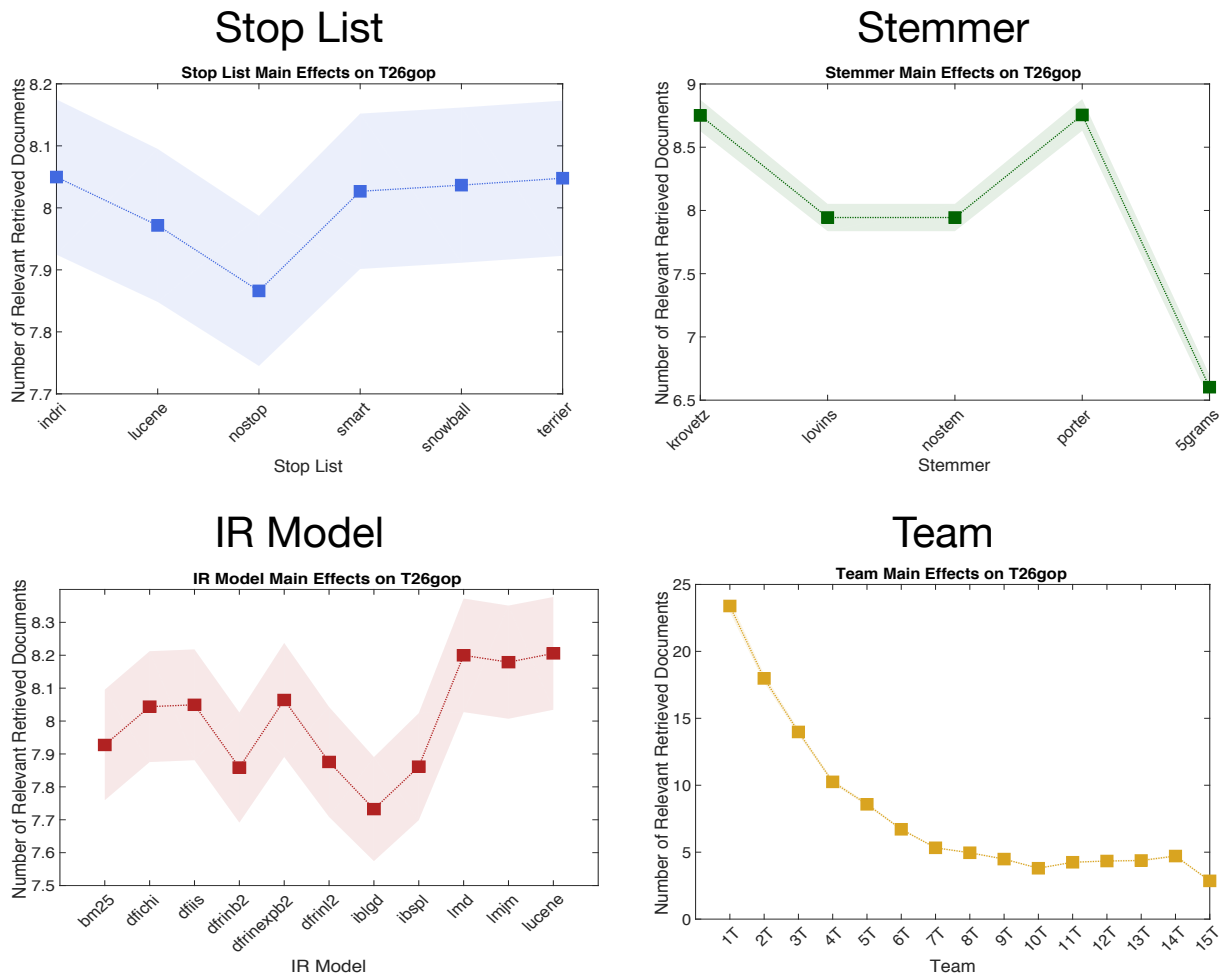 Stop List
Stop List Main Effects on T26gop
Number of Relevant Retrieved Documents
8.2
8.1
8
7.9
7.8
7.7
indri
lucene
nostop
smart
snowball
terrier
Stop List
Stemmer
Stemmer Main Effects on T26gop
Number of Relevant Retrieved Documents
9
8.5
8
7.5
7
6.5
krovetz
lovins
nostem
porter
5grams
Stemmer
IR Model
IR Model Main Effects on T26gop
Number of Relevant Retrieved Documents
8.3
8.2
8.1
8
7.9
7.8
7.7
7.6
7.5
bm25
dfichi
dfiis
dfrinb2
dfrinexpb2
dfrinl2
iblgd
ibspl
lmd
lmjm
lucene
IR Model
Team
Team Main Effects on T26gop
Number of Relevant Retrieved Documents
25
20
15
10
5
0
1T
2T
3T
4T
5T
6T
7T
8T
9T
10T
11T
12T
13T
14T
15T
Team